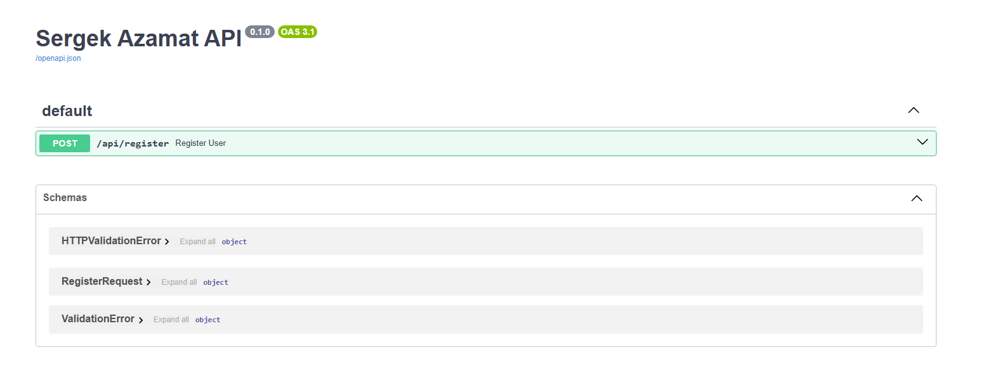 Sergek Azamat API 0.1.0 OAS 3.1
/openapi.json
default
POST /api/register Register User
Schemas
HTTPValidationError Expand all object
RegisterRequest Expand all object
ValidationError Expand all object